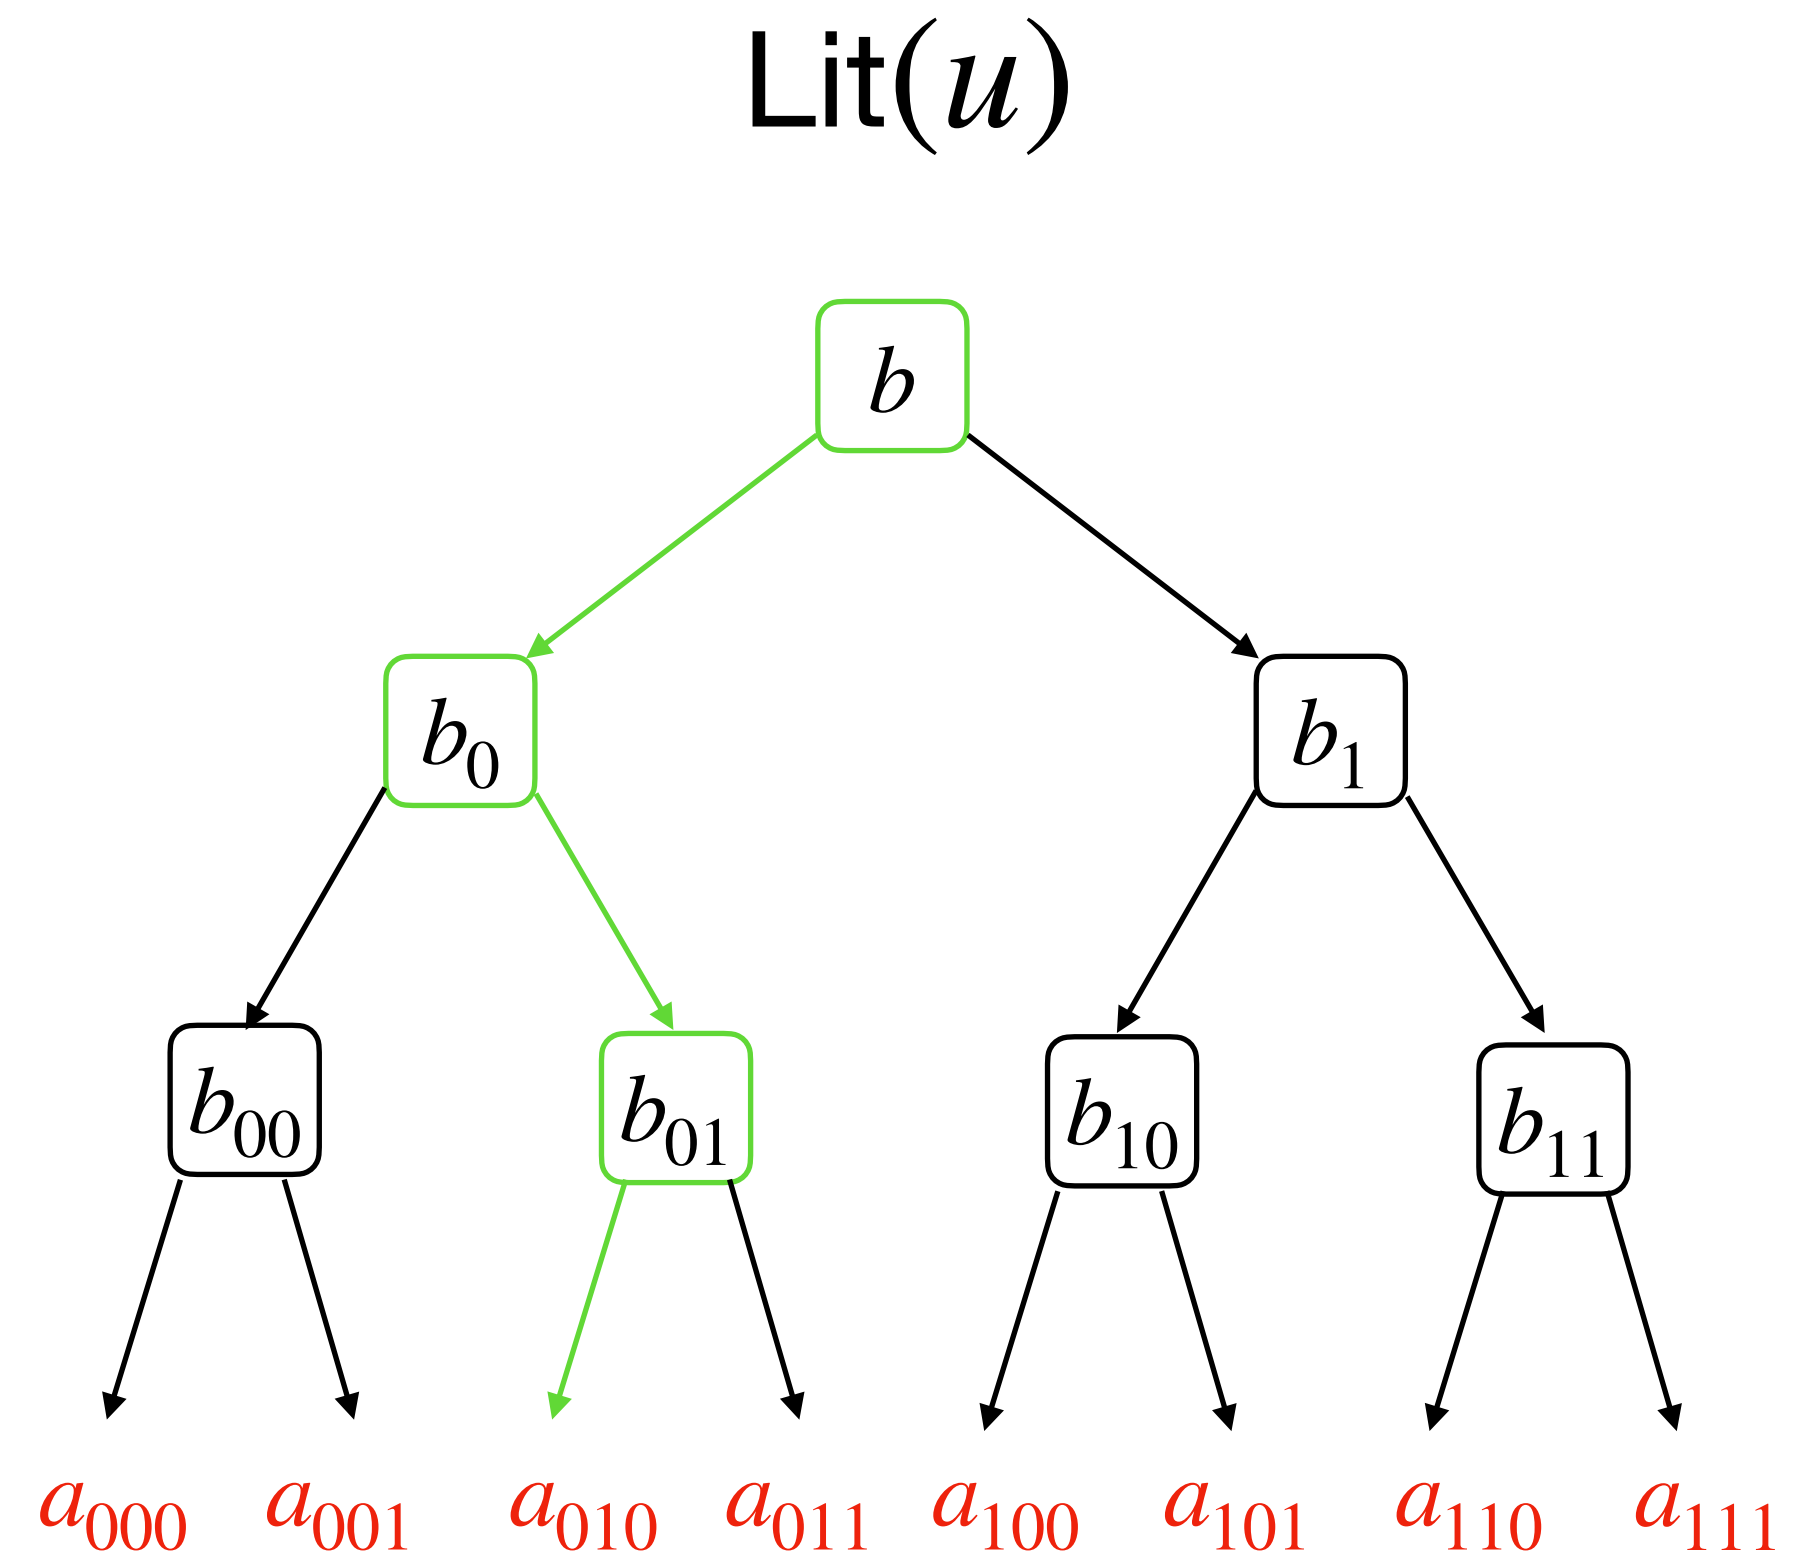 Lit(u)
b
b₀ b₁
b₀₀ b₀₁ b₁₀ b₁₁
a₀₀₀ a₀₀₁ a₀₁₀ a₀₁₁ a₁₀₀ a₁₀₁ a₁₁₀ a₁₁₁